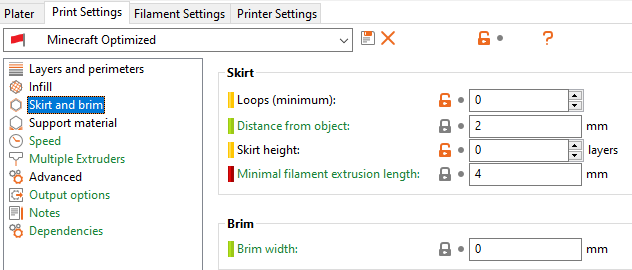 Plater Print Settings Filament Settings Printer Settings
Minecraft Optimized ?
Layers and perimeters
Infill
Skirt and brim
Support material
Speed
Multiple Extruders
Advanced
Output options
Notes
Dependencies
Skirt
Loops (minimum): 0
Distance from object: 2 mm
Skirt height: 0 layers
Minimal filament extrusion length: 4 mm
Brim
Brim width: 0 mm